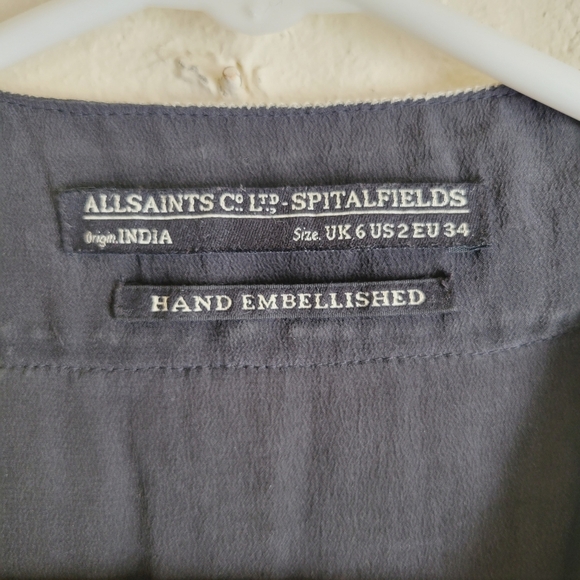 ALLSAINTS Co. LTD.-SPITALFIELDS
Origin. INDIA Size. UK 6 US 2 EU 34
HAND EMBELLISHED